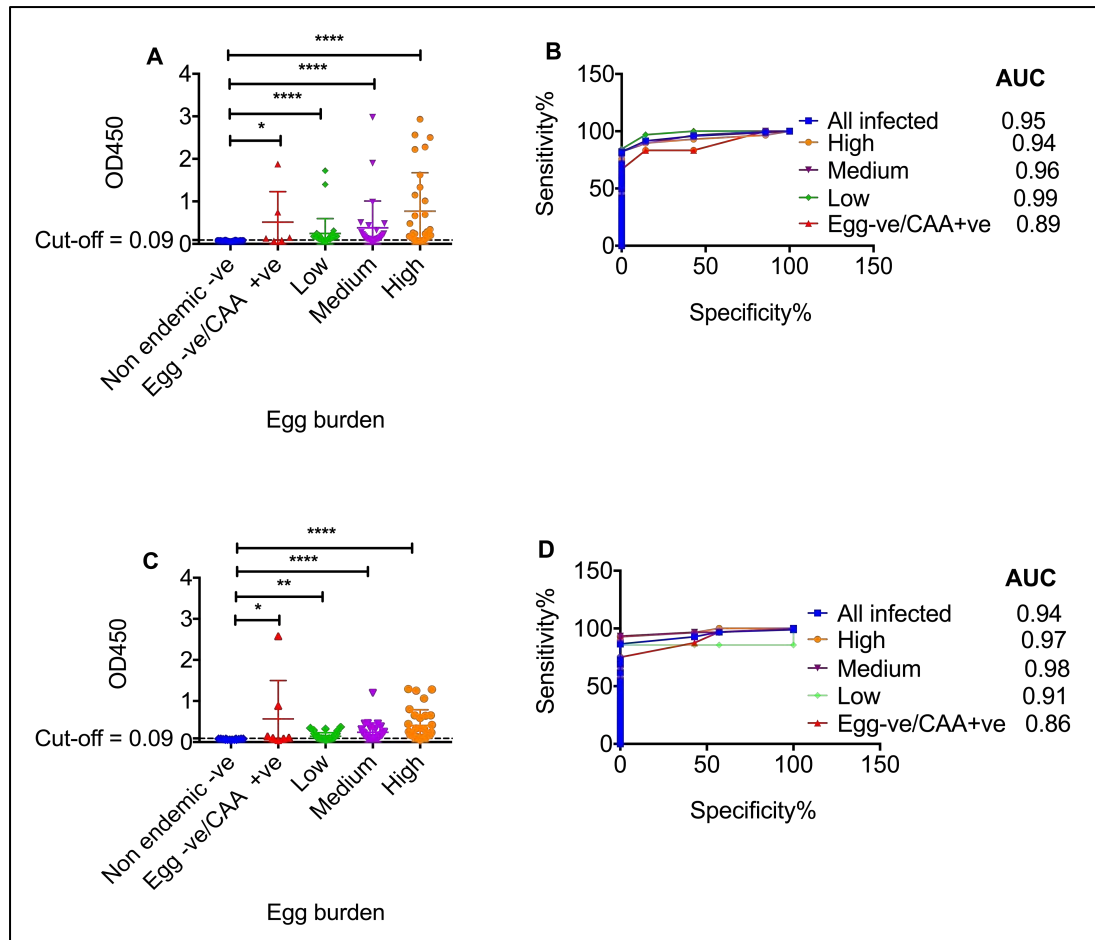 A
****
****
****
*
4
3
2
1
0
OD450
Cut-off = 0.09
Non endemic -ve
Egg -ve/CAA +ve
Low
Medium
High
Egg burden
B
150
100
50
0
Sensitivity%
0 50 100 150
Specificity%
AUC
All infected 0.95
High 0.94
Medium 0.96
Low 0.99
Egg-ve/CAA+ve 0.89
C
****
****
**
*
4
3
2
1
0
OD450
Cut-off = 0.09
Non endemic -ve
Egg -ve/CAA +ve
Low
Medium
High
Egg burden
D
150
100
50
0
Sensitivity%
0 50 100 150
Specificity%
AUC
All infected 0.94
High 0.97
Medium 0.98
Low 0.91
Egg-ve/CAA+ve 0.86